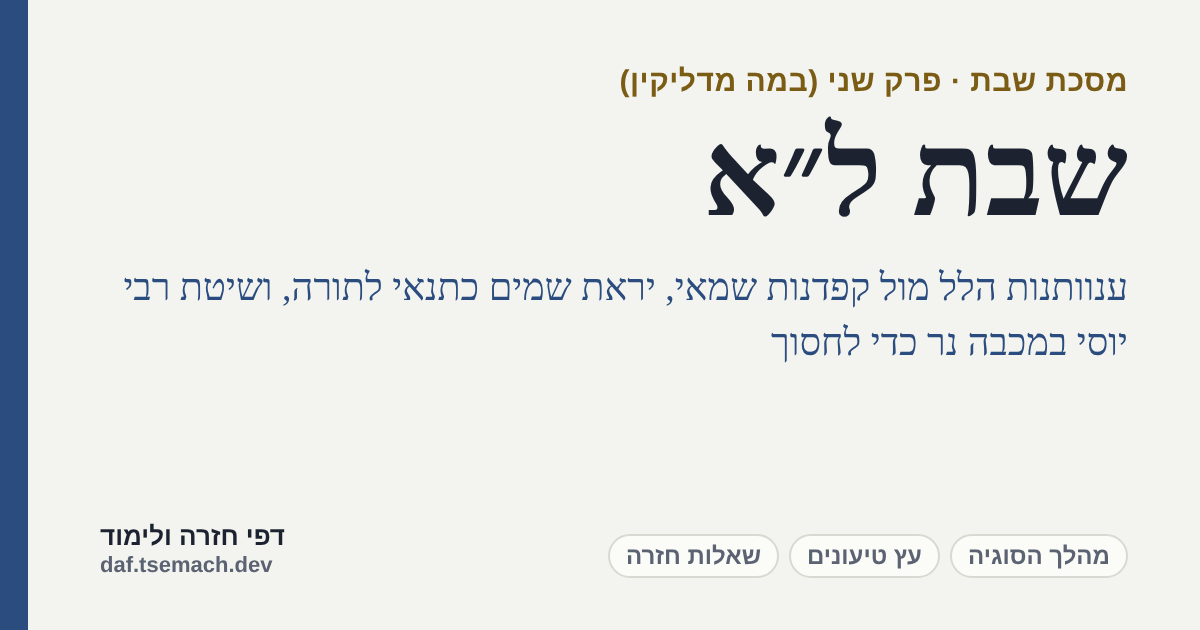 מסכת שבת · פרק שני (במה מדליקין)
שבת ל״א
ענוותנות הלל מול קפדנות שמאי, יראת שמים כתנאי לתורה, ושיטת רבי
יוסי במכבה נר כדי לחסוך
מהלך הסוגיה
עץ טיעונים
שאלות חזרה
דפי חזרה ולימוד
daf.tsemach.dev